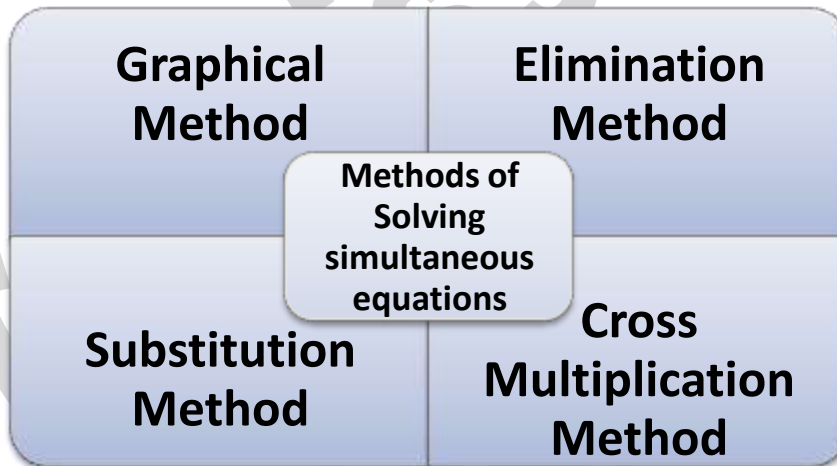 Graphical
Method
Elimination
Method
Methods of
Solving
simultaneous
equations
Substitution
Method
Cross
Multiplication
Method